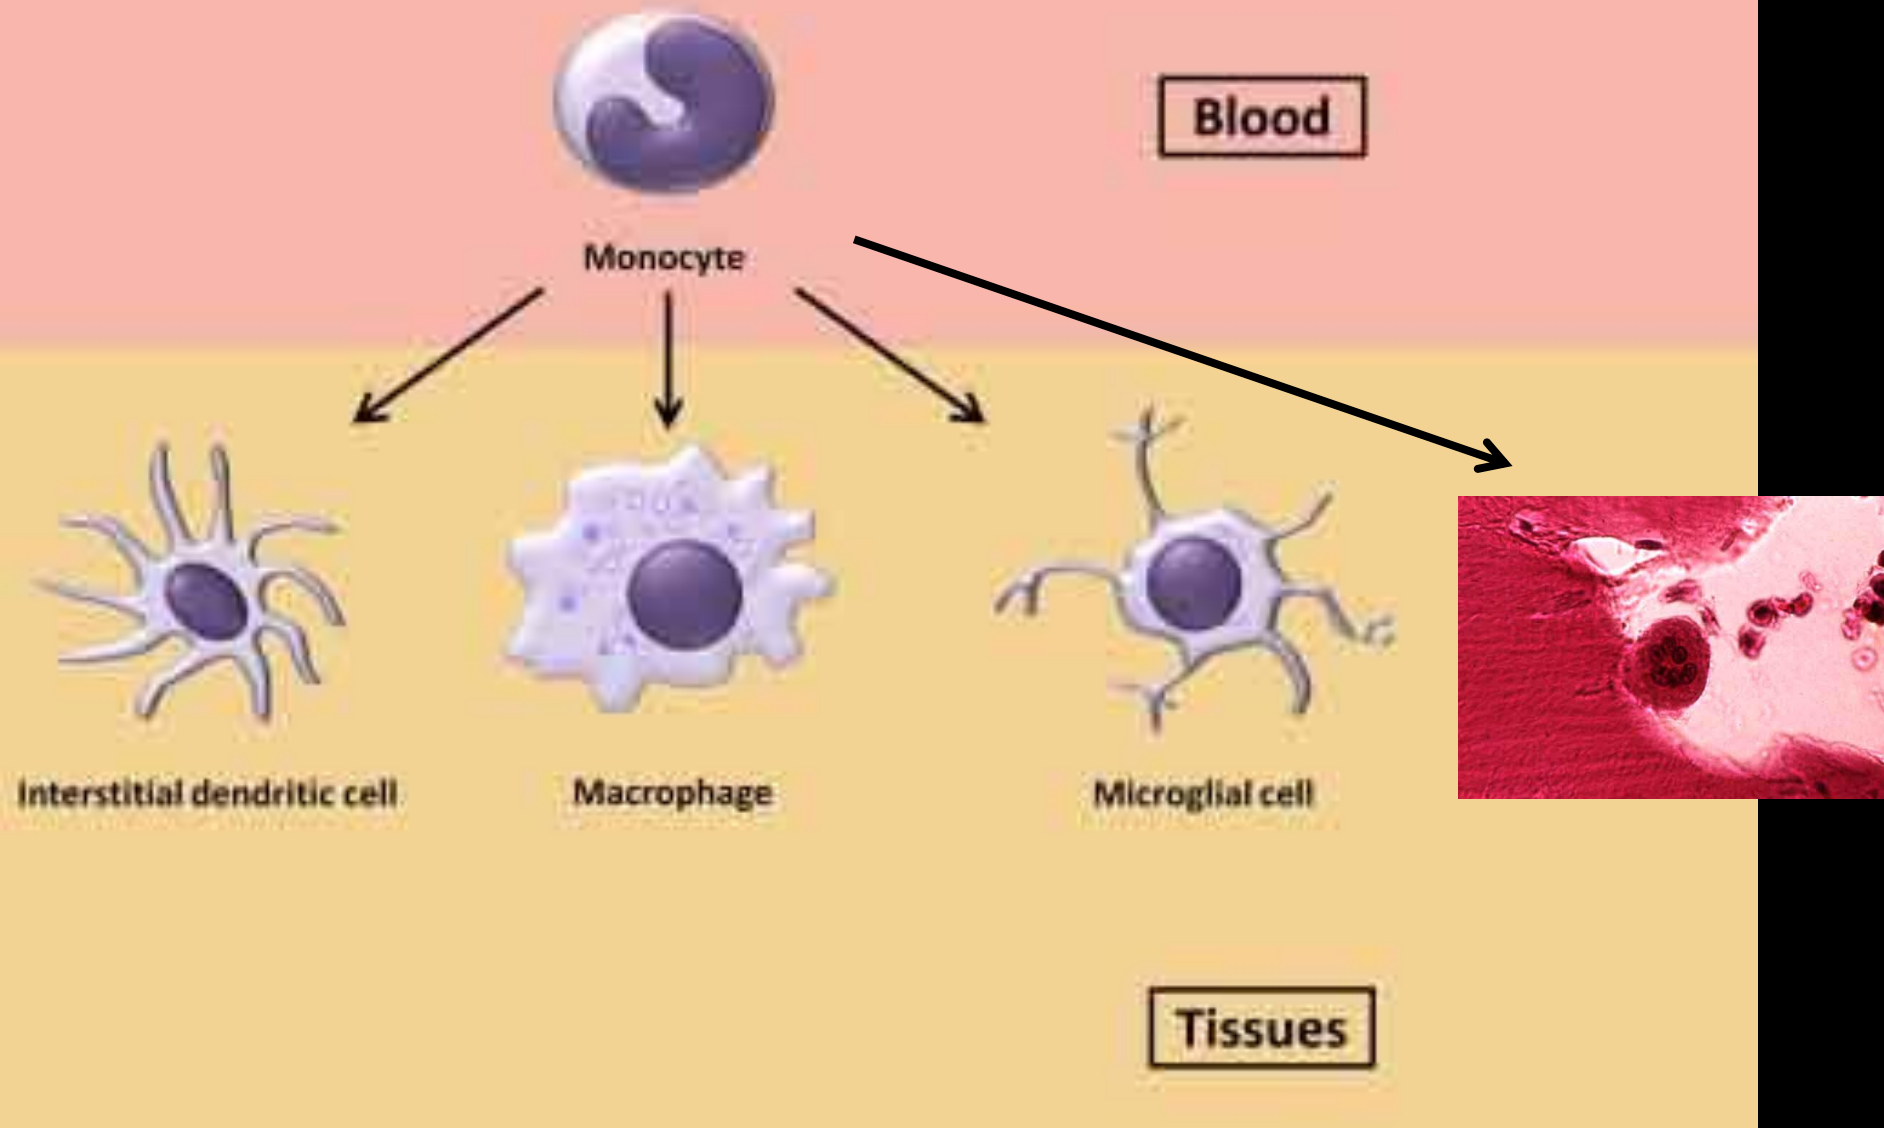 Blood
Monocyte
Interstitial dendritic cell
Macrophage
Microglial cell
Tissues